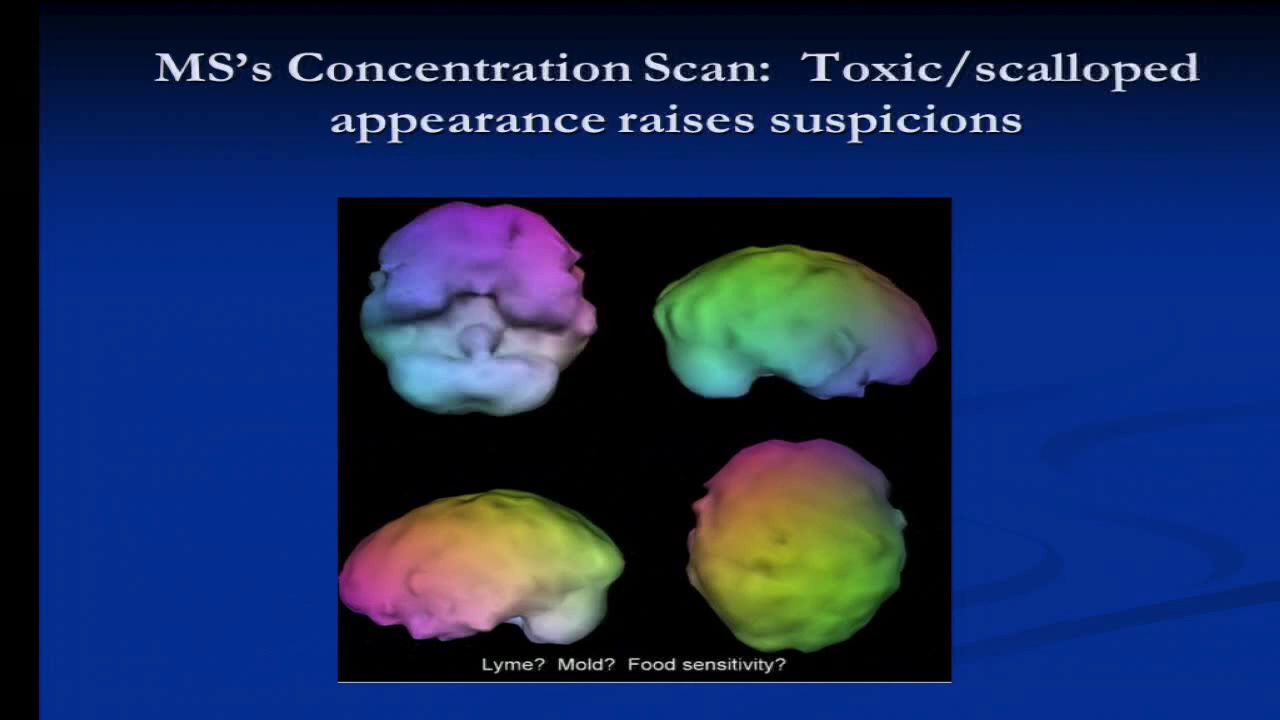 MS’s Concentration Scan: Toxic/scalloped
appearance raises suspicions
Lyme? Mold? Food sensitivity?